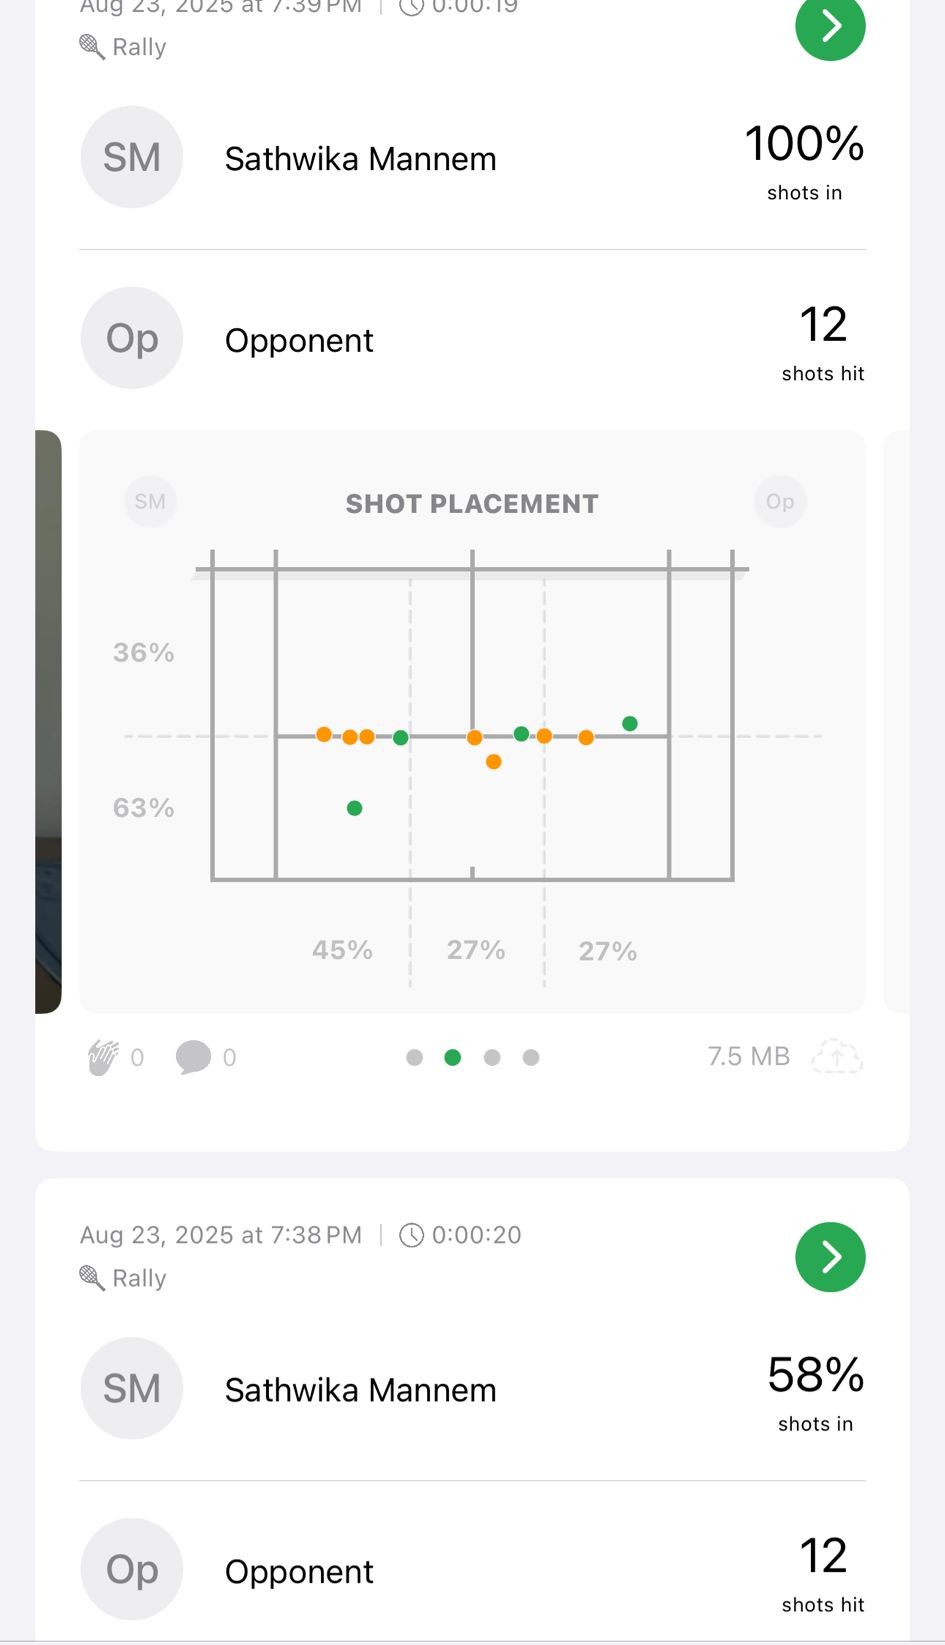 Aug 23, 2025 at 7:39 PM | 0:00:19
Rally
SM Sathwika Mannem 100%
shots in
Op Opponent 12
shots hit
SM SHOT PLACEMENT Op
36%
63%
45% 27% 27%
0 0 7.5 MB
Aug 23, 2025 at 7:38 PM | 0:00:20
Rally
SM Sathwika Mannem 58%
shots in
Op Opponent 12
shots hit